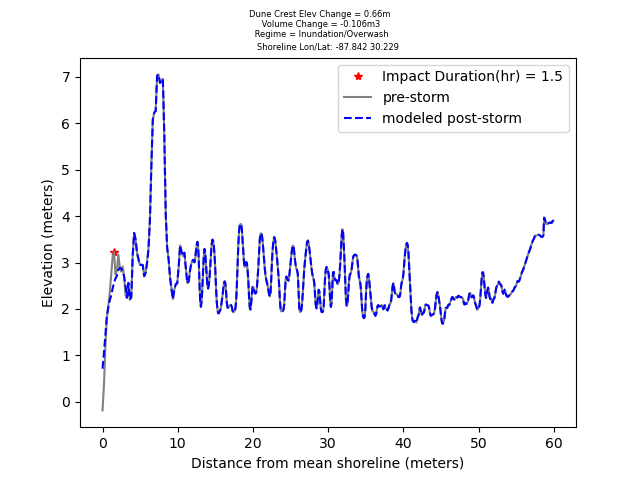 Dune Crest Elev Change = 0.66m
Volume Change = -0.106m3
Regime = Inundation/Overwash
Shoreline Lon/Lat: -87.842 30.229
Impact Duration(hr) = 1.5
pre-storm
modeled post-storm
7
6
5
4
3
2
1
0
Elevation (meters)
0 10 20 30 40 50 60
Distance from mean shoreline (meters)